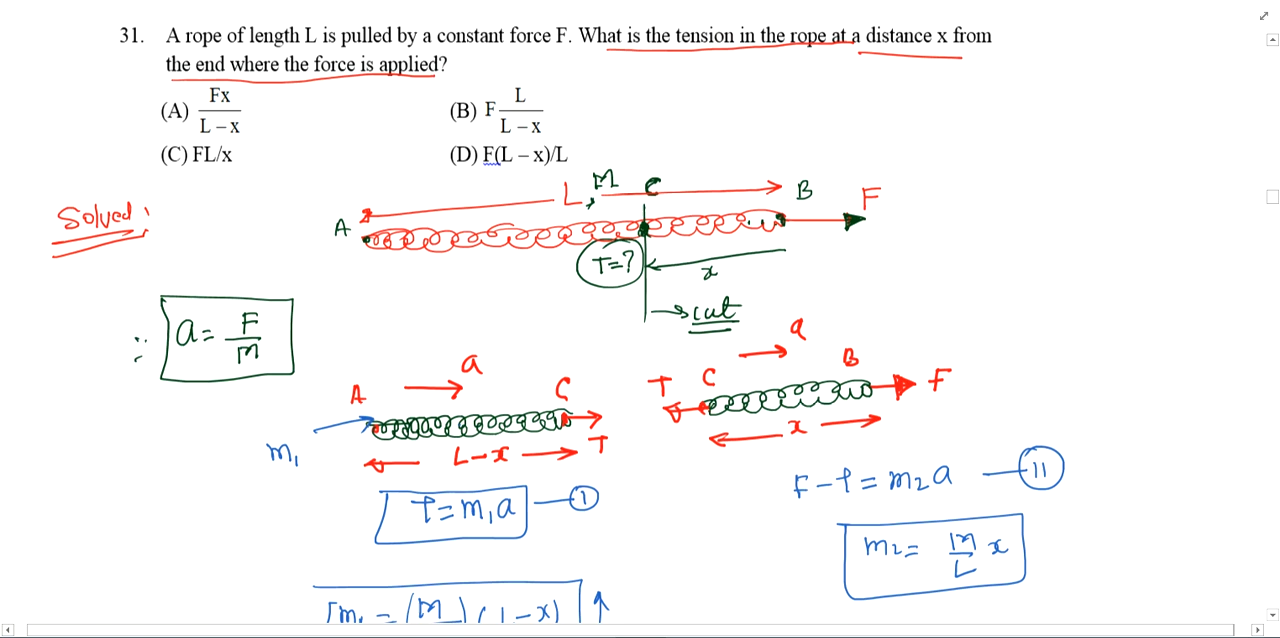 31. A rope of length L is pulled by a constant force F. What is the tension in the rope at a distance x from
the end where the force is applied?
(A) Fx / L – x
(B) F L / L – x
(C) FL/x
(D) F(L – x)/L
Solved:
L, M C B F
A
T=?
x
→ cut
∴ a = F/m
a
a
A C T
T C B F
m₁
L-x
x
T = m₁a — ①
F - T = m₂a — ⑪
m₂ = m/L x
m₁ = (m ) (L-x)